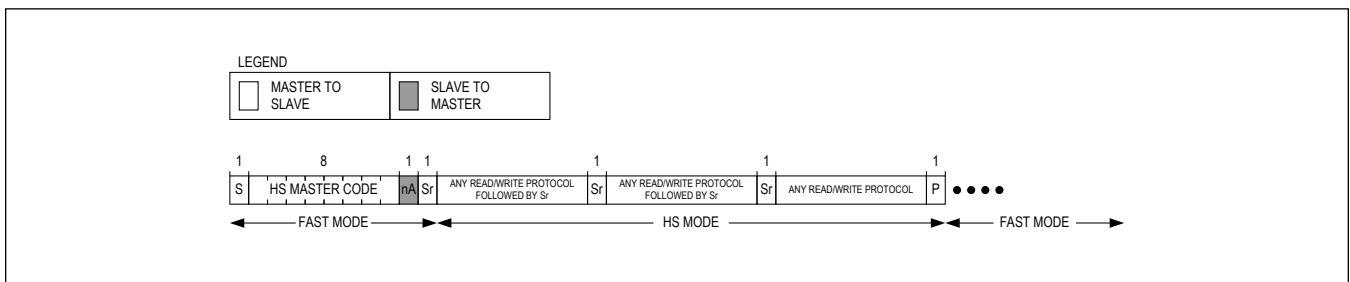 LEGEND
MASTER TO
SLAVE
SLAVE TO
MASTER
1 8 1 1 1 1 1
S HS MASTER CODE nA Sr ANY READ/WRITE PROTOCOL
FOLLOWED BY Sr Sr ANY READ/WRITE PROTOCOL
FOLLOWED BY Sr Sr ANY READ/WRITE PROTOCOL P
FAST MODE HS MODE FAST MODE